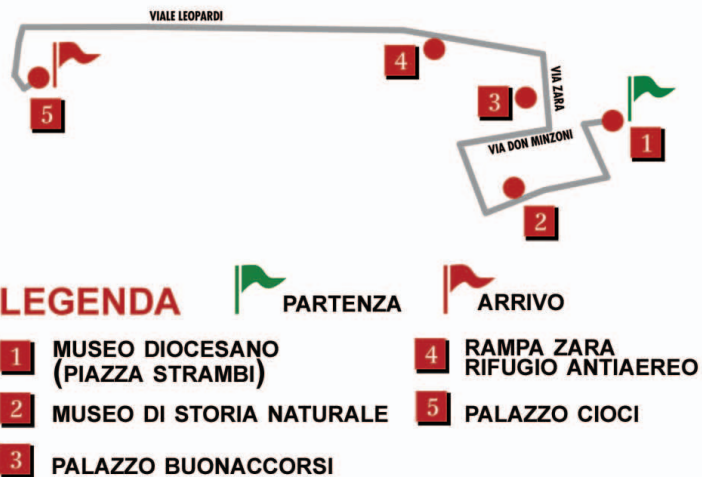 VIALE LEOPARDI
4
VIA ZARA
5
3
1
VIA DON MINZONI
2
LEGENDA
PARTENZA
ARRIVO
1 MUSEO DIOCESANO
(PIAZZA STRAMBI)
2 MUSEO DI STORIA NATURALE
3 PALAZZO BUONACCORSI
4 RAMPA ZARA
RIFUGIO ANTIAEREO
5 PALAZZO CIOCI